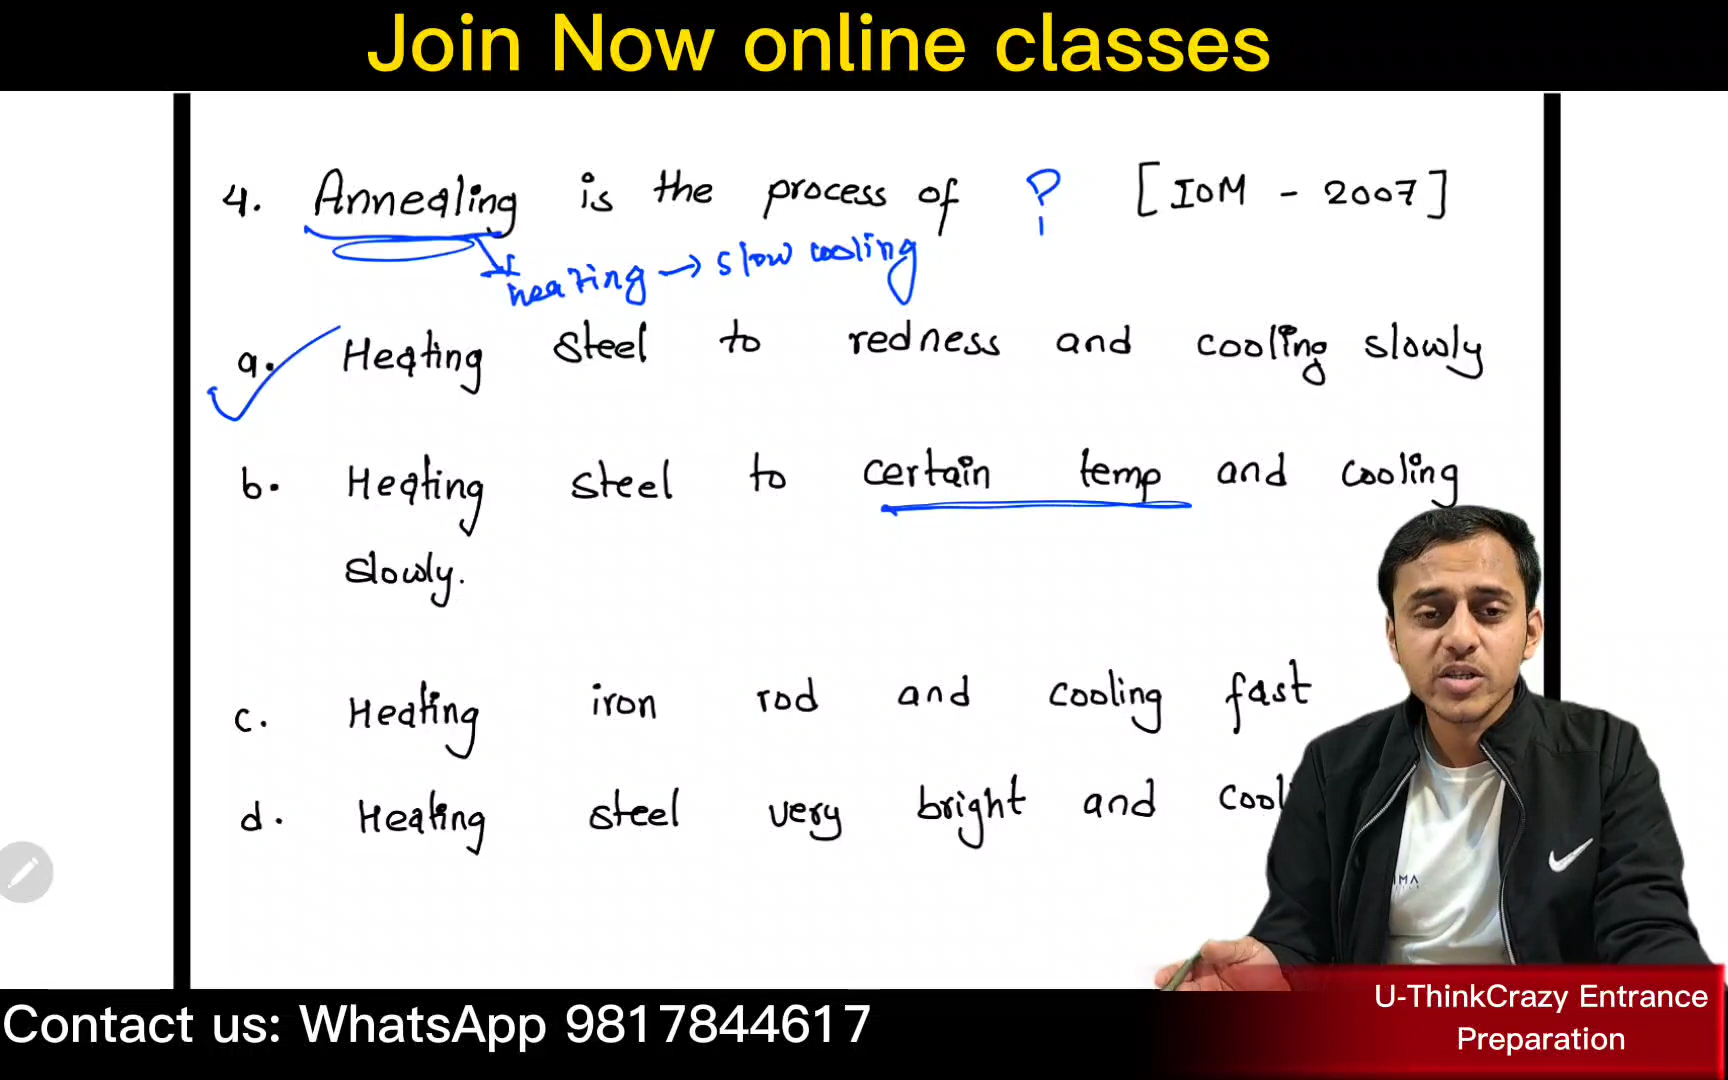 Join Now online classes
4. Annealing is the process of ? [IOM - 2007]
heating → slow cooling
a. Heating steel to redness and cooling slowly
b. Heating steel to certain temp and cooling
slowly.
c. Heating iron rod and cooling fast
d. Heating steel very bright and
Contact us: WhatsApp 9817844617
U-ThinkCrazy Entrance
Preparation